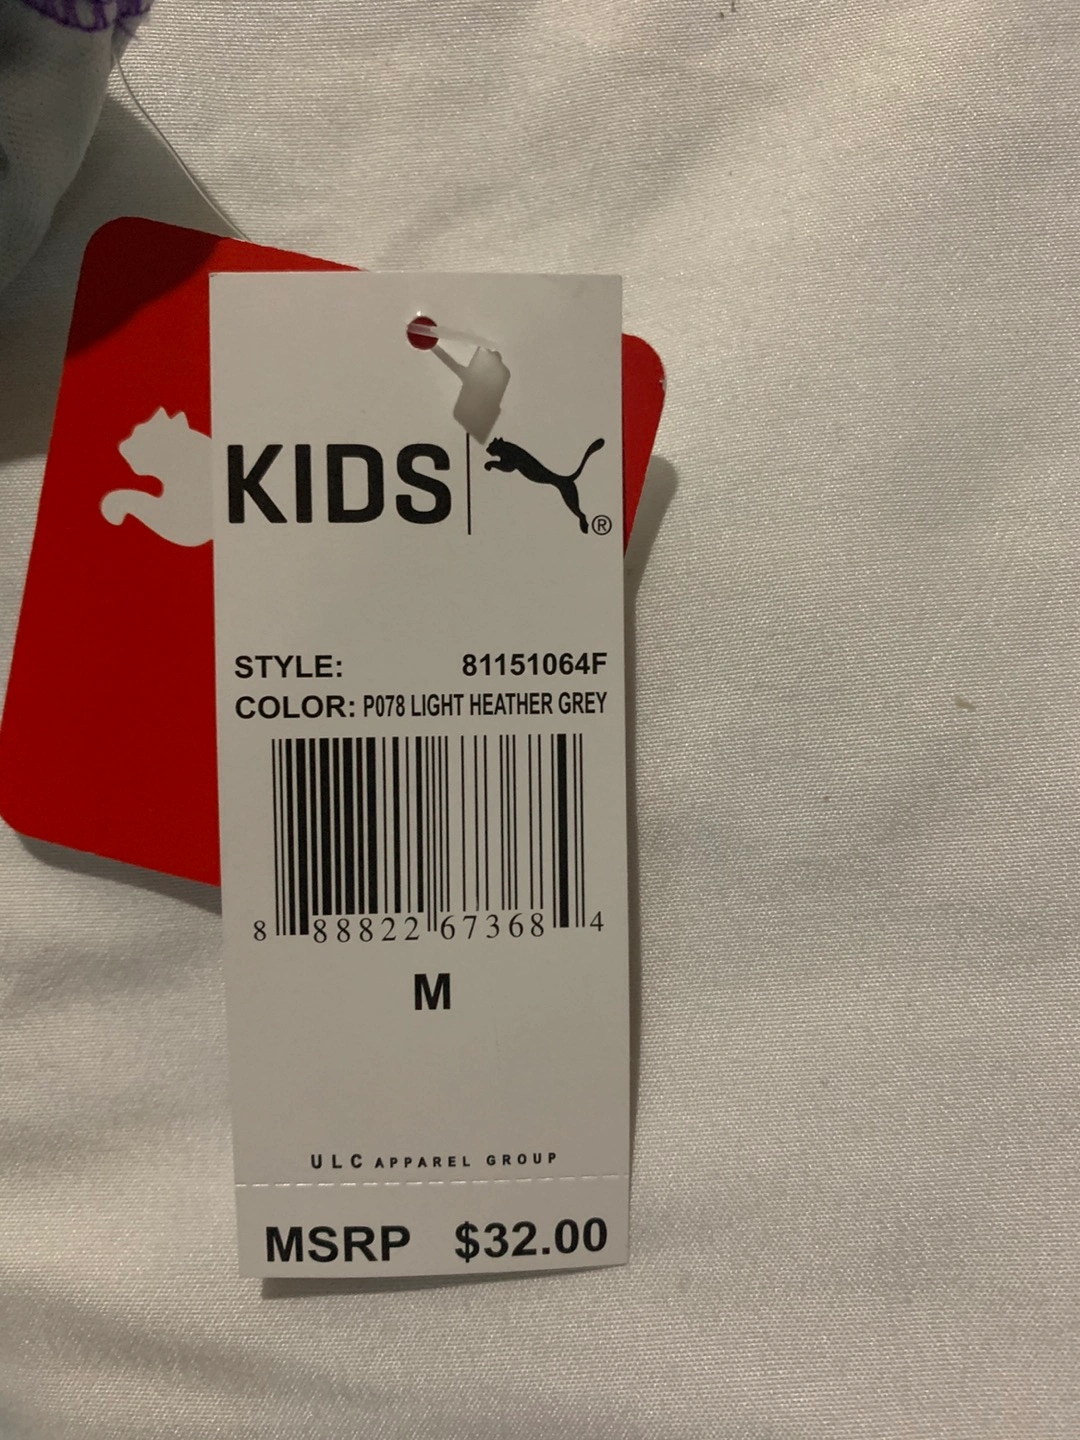 KIDS
®
STYLE: 81151064F
COLOR: P078 LIGHT HEATHER GREY
8 88822 67368 4
M
ULC APPAREL GROUP
MSRP $32.00